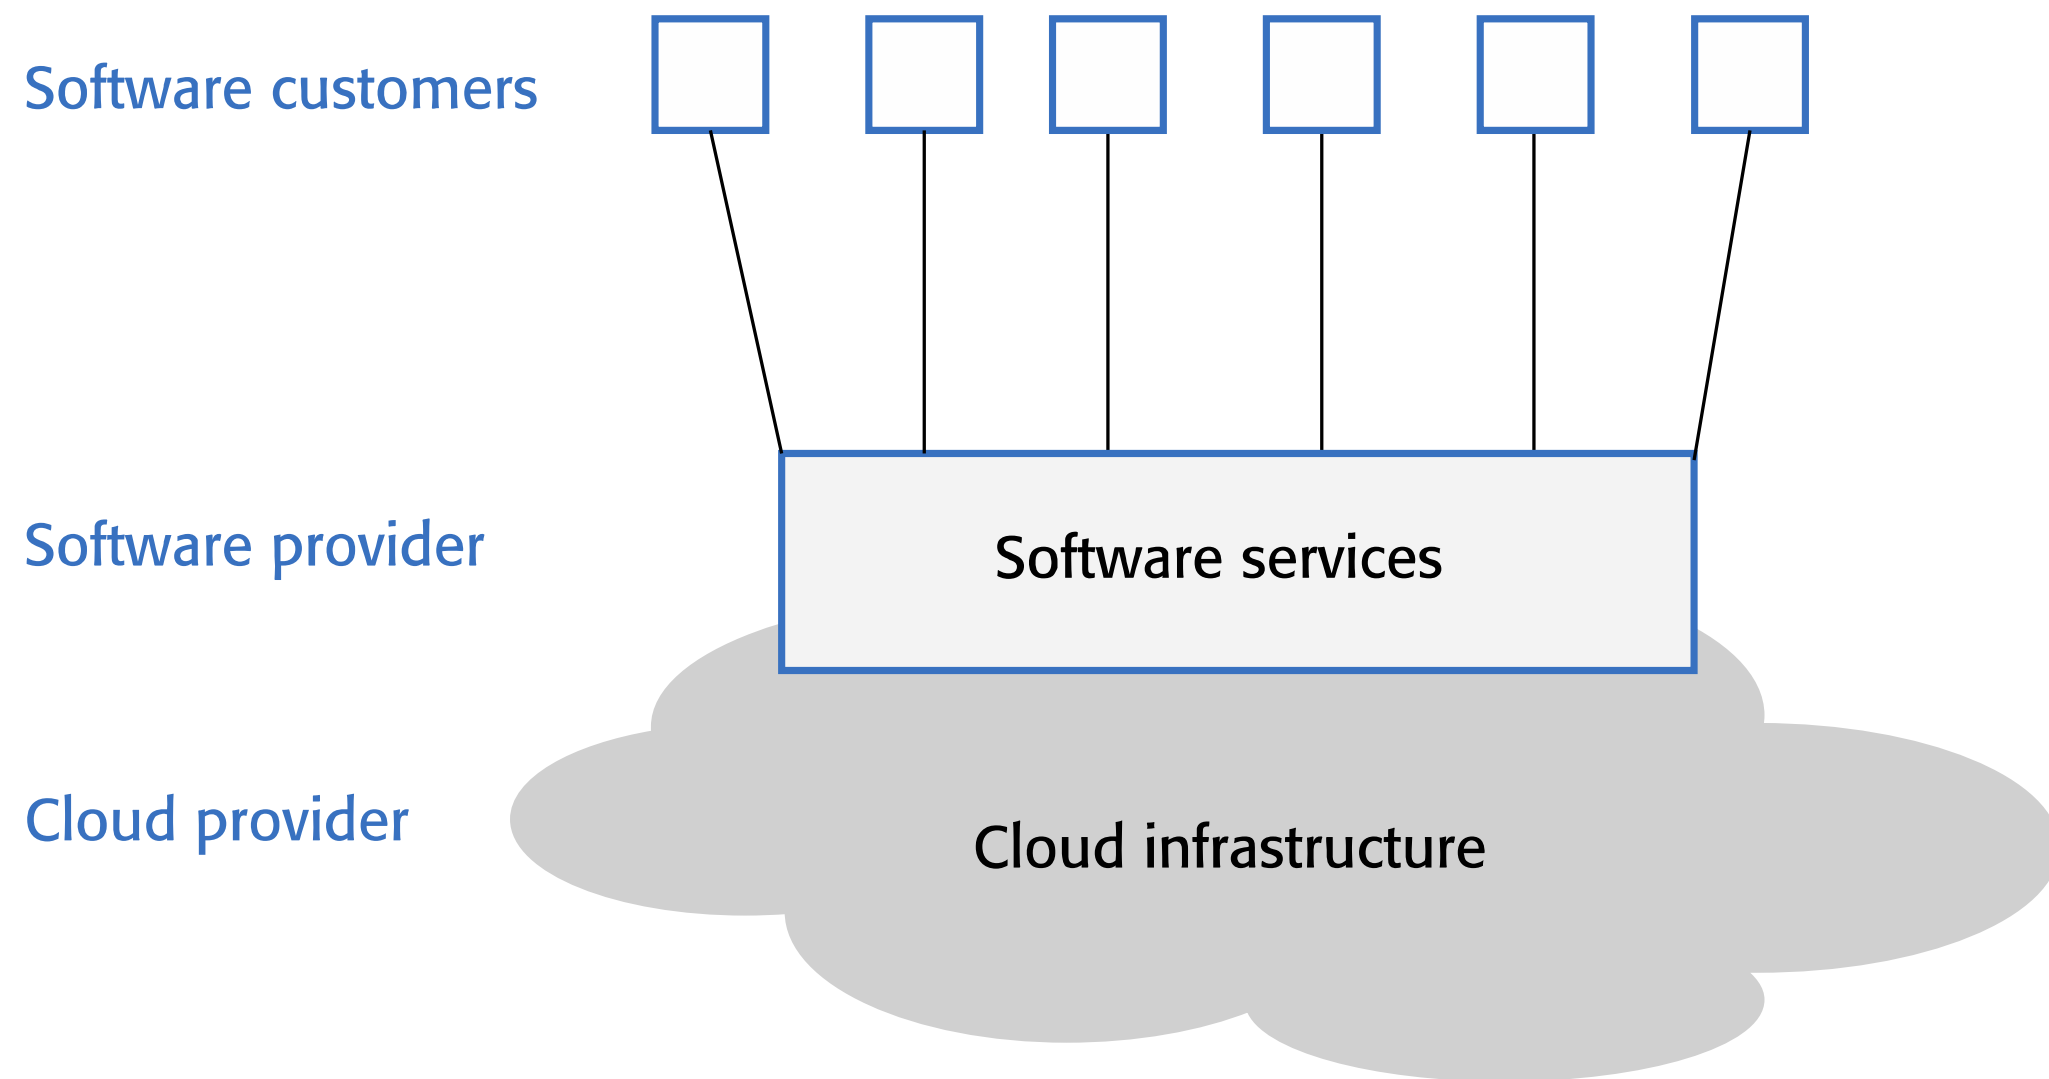 Software customers
Software provider
Software services
Cloud provider
Cloud infrastructure